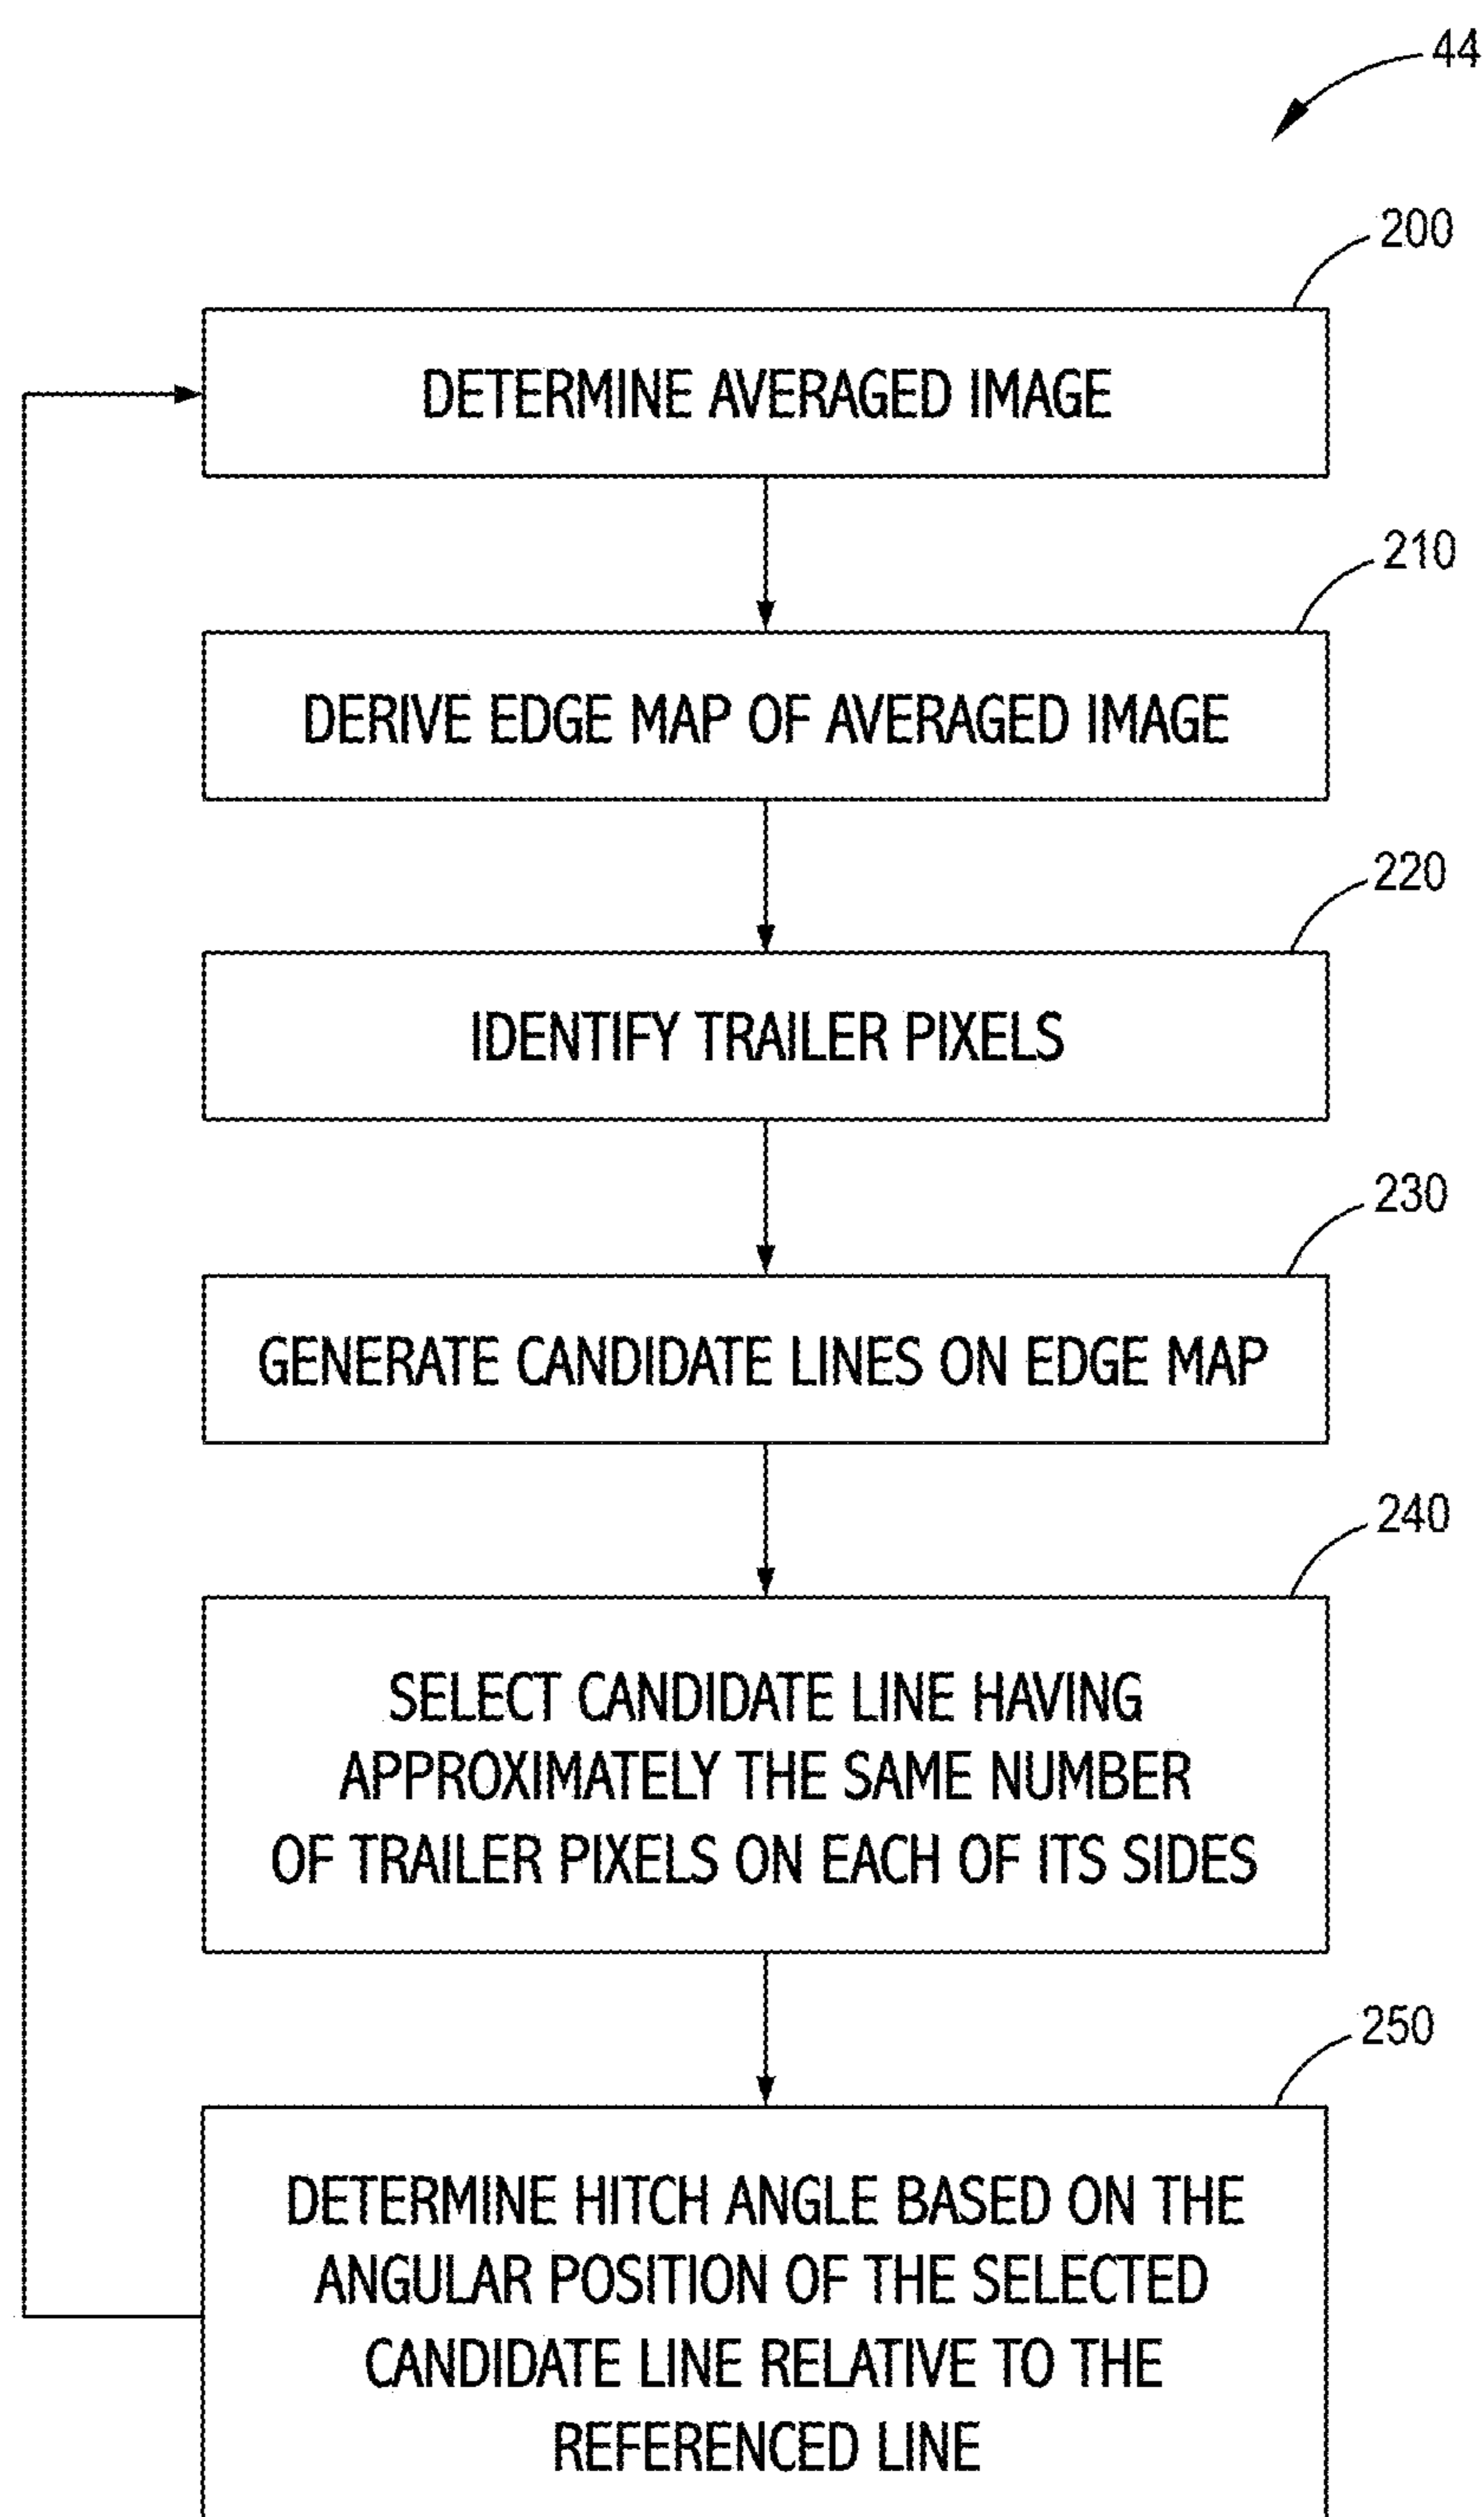 44
200
DETERMINE AVERAGED IMAGE
210
DERIVE EDGE MAP OF AVERAGED IMAGE
220
IDENTIFY TRAILER PIXELS
230
GENERATE CANDIDATE LINES ON EDGE MAP
240
SELECT CANDIDATE LINE HAVING
APPROXIMATELY THE SAME NUMBER
OF TRAILER PIXELS ON EACH OF ITS SIDES
250
DETERMINE HITCH ANGLE BASED ON THE
ANGULAR POSITION OF THE SELECTED
CANDIDATE LINE RELATIVE TO THE
REFERENCED LINE